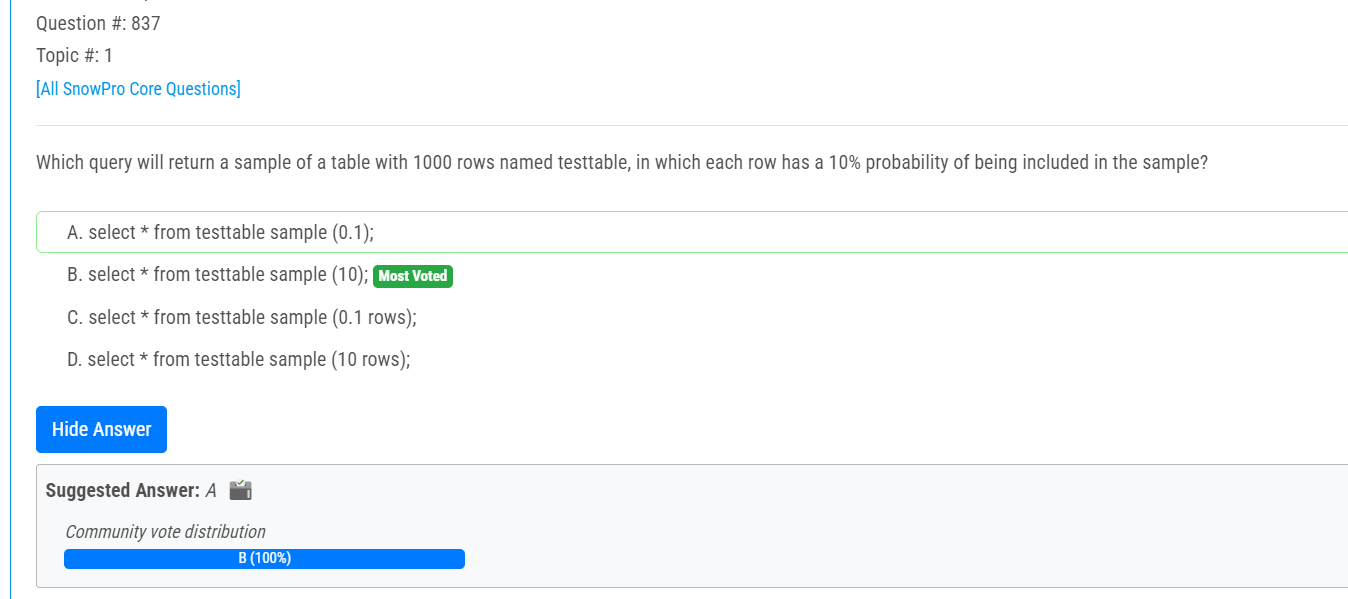 Question #: 837
Topic #: 1
[All SnowPro Core Questions]
Which query will return a sample of a table with 1000 rows named testtable, in which each row has a 10% probability of being included in the sample?
A. select * from testtable sample (0.1);
B. select * from testtable sample (10); Most Voted
C. select * from testtable sample (0.1 rows);
D. select * from testtable sample (10 rows);
Hide Answer
Suggested Answer: A
Community vote distribution
B (100%)